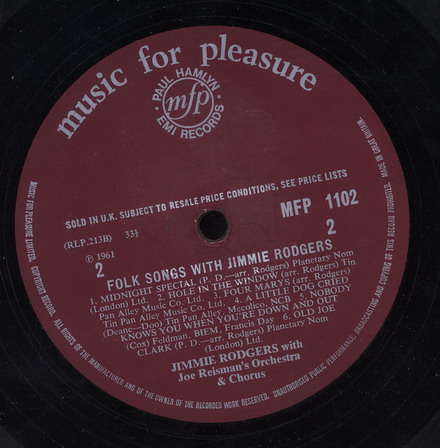 music for pleasure
PAUL HAMLYN
mfp
EMI RECORDS
SOLD IN U.K. SUBJECT TO RESALE PRICE CONDITIONS, SEE PRICE LISTS
(RLP.213B) 33⅓
MFP 1102
℗ 1961
2
2
FOLK SONGS WITH JIMMIE RODGERS
1. MIDNIGHT SPECIAL (P. D.—arr. Rodgers) Planetary Nom
(London) Ltd. 2. HOLE IN THE WINDOW (arr. Rodgers) Tin
Pan Alley Music Co. Ltd. 3. FOUR MARYS (arr. Rodgers)
Tin Pan Alley Music Co. Ltd. 4. A LITTLE DOG CRIED
(Deane—Doo) Tin Pan Alley, Mecolico, NCB 5. NOBODY
KNOWS YOU WHEN YOU'RE DOWN AND OUT
(Cox) Feldman, BIEM, Francis Day 6. OLD JOE
CLARK (P. D.—arr. Rodgers) Planetary Nom
(London) Ltd.
JIMMIE RODGERS with
Joe Reisman's Orchestra
& Chorus
MUSIC FOR PLEASURE LIMITED. COPYRIGHT RECORD. ALL RIGHTS OF THE MANUFACTURER AND OF THE OWNER OF THE RECORDED WORK RESERVED. UNAUTHORISED PUBLIC PERFORMANCE, BROADCASTING AND COPYING OF THIS RECORD PROHIBITED. MADE IN GREAT BRITAIN.